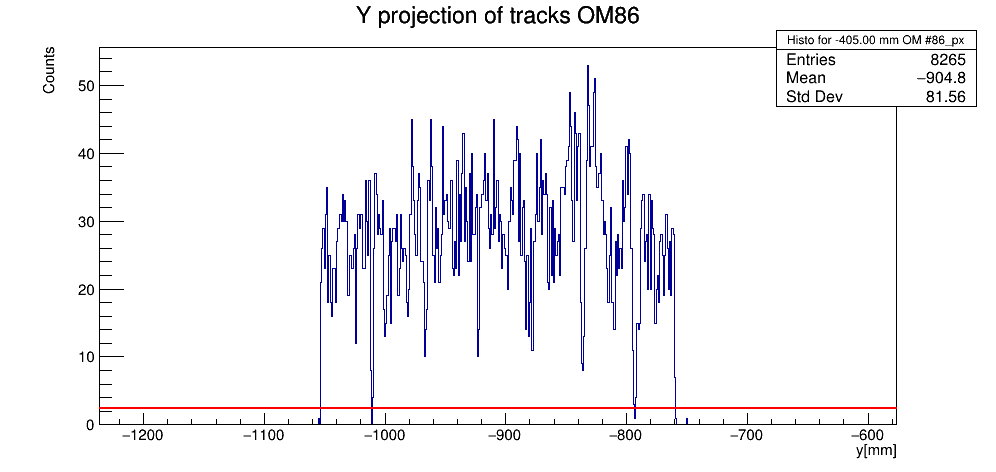 Y projection of tracks OM86
Histo for -405.00 mm OM #86_px
Entries 8265
Mean −904.8
Std Dev 81.56
Counts
50
40
30
20
10
0
−1200 −1100 −1000 −900 −800 −700 −600
y[mm]